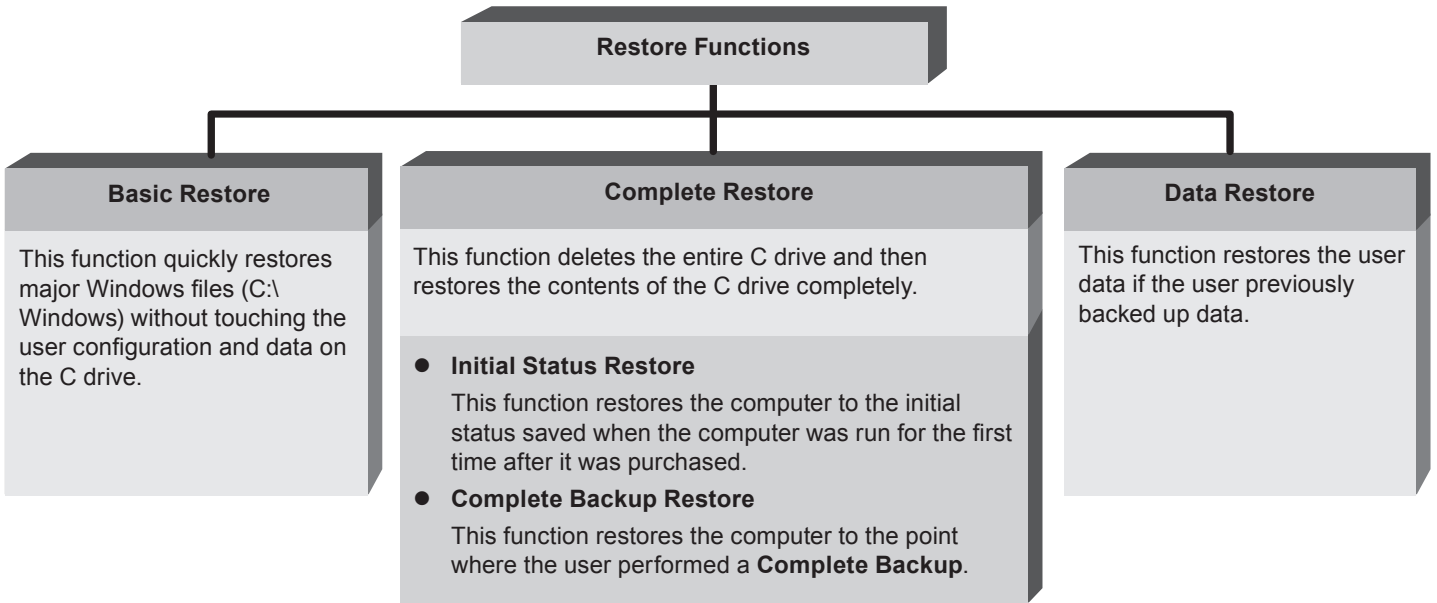 Restore Functions
Basic Restore
This function quickly restores
major Windows files (C:\
Windows) without touching the
user configuration and data on
the C drive.
Complete Restore
This function deletes the entire C drive and then
restores the contents of the C drive completely.
● Initial Status Restore
This function restores the computer to the initial
status saved when the computer was run for the first
time after it was purchased.
● Complete Backup Restore
This function restores the computer to the point
where the user performed a Complete Backup.
Data Restore
This function restores the user
data if the user previously
backed up data.